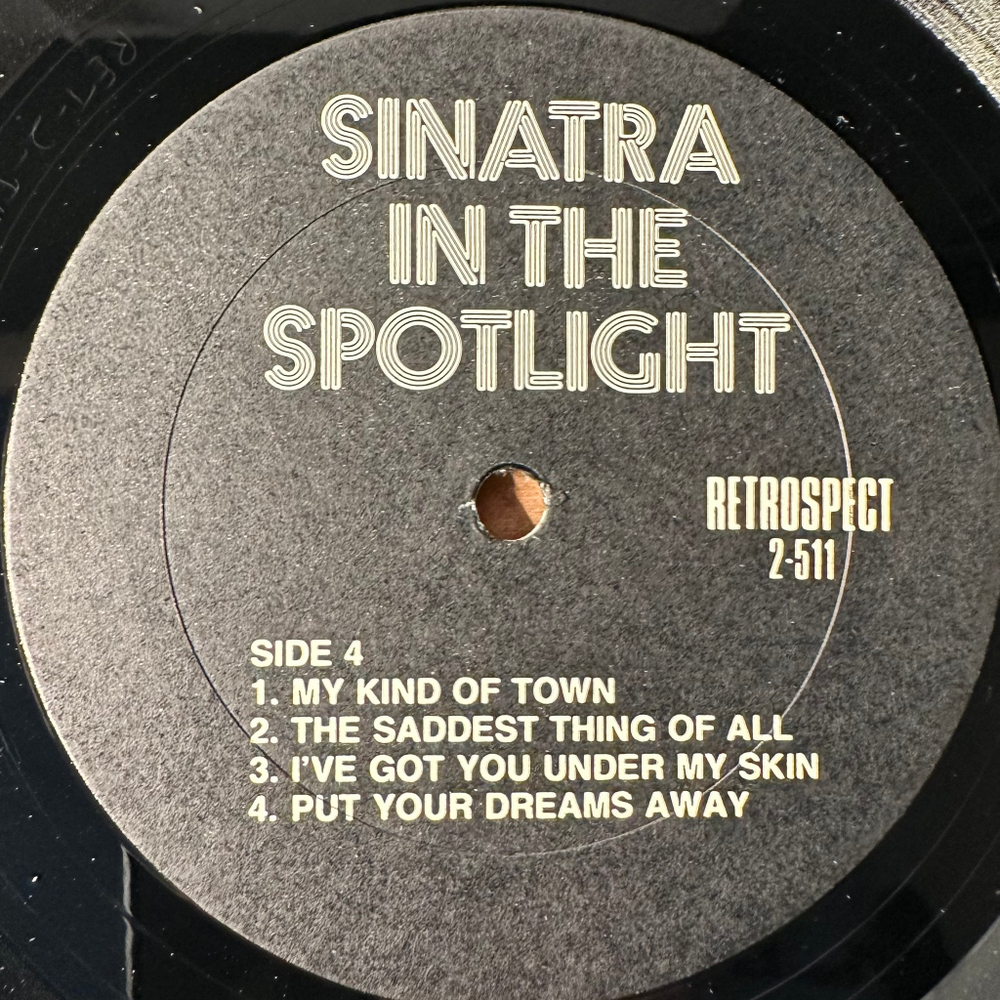 SINATRA
IN THE
SPOTLIGHT
RETROSPECT
2-511
SIDE 4
1. MY KIND OF TOWN
2. THE SADDEST THING OF ALL
3. I'VE GOT YOU UNDER MY SKIN
4. PUT YOUR DREAMS AWAY